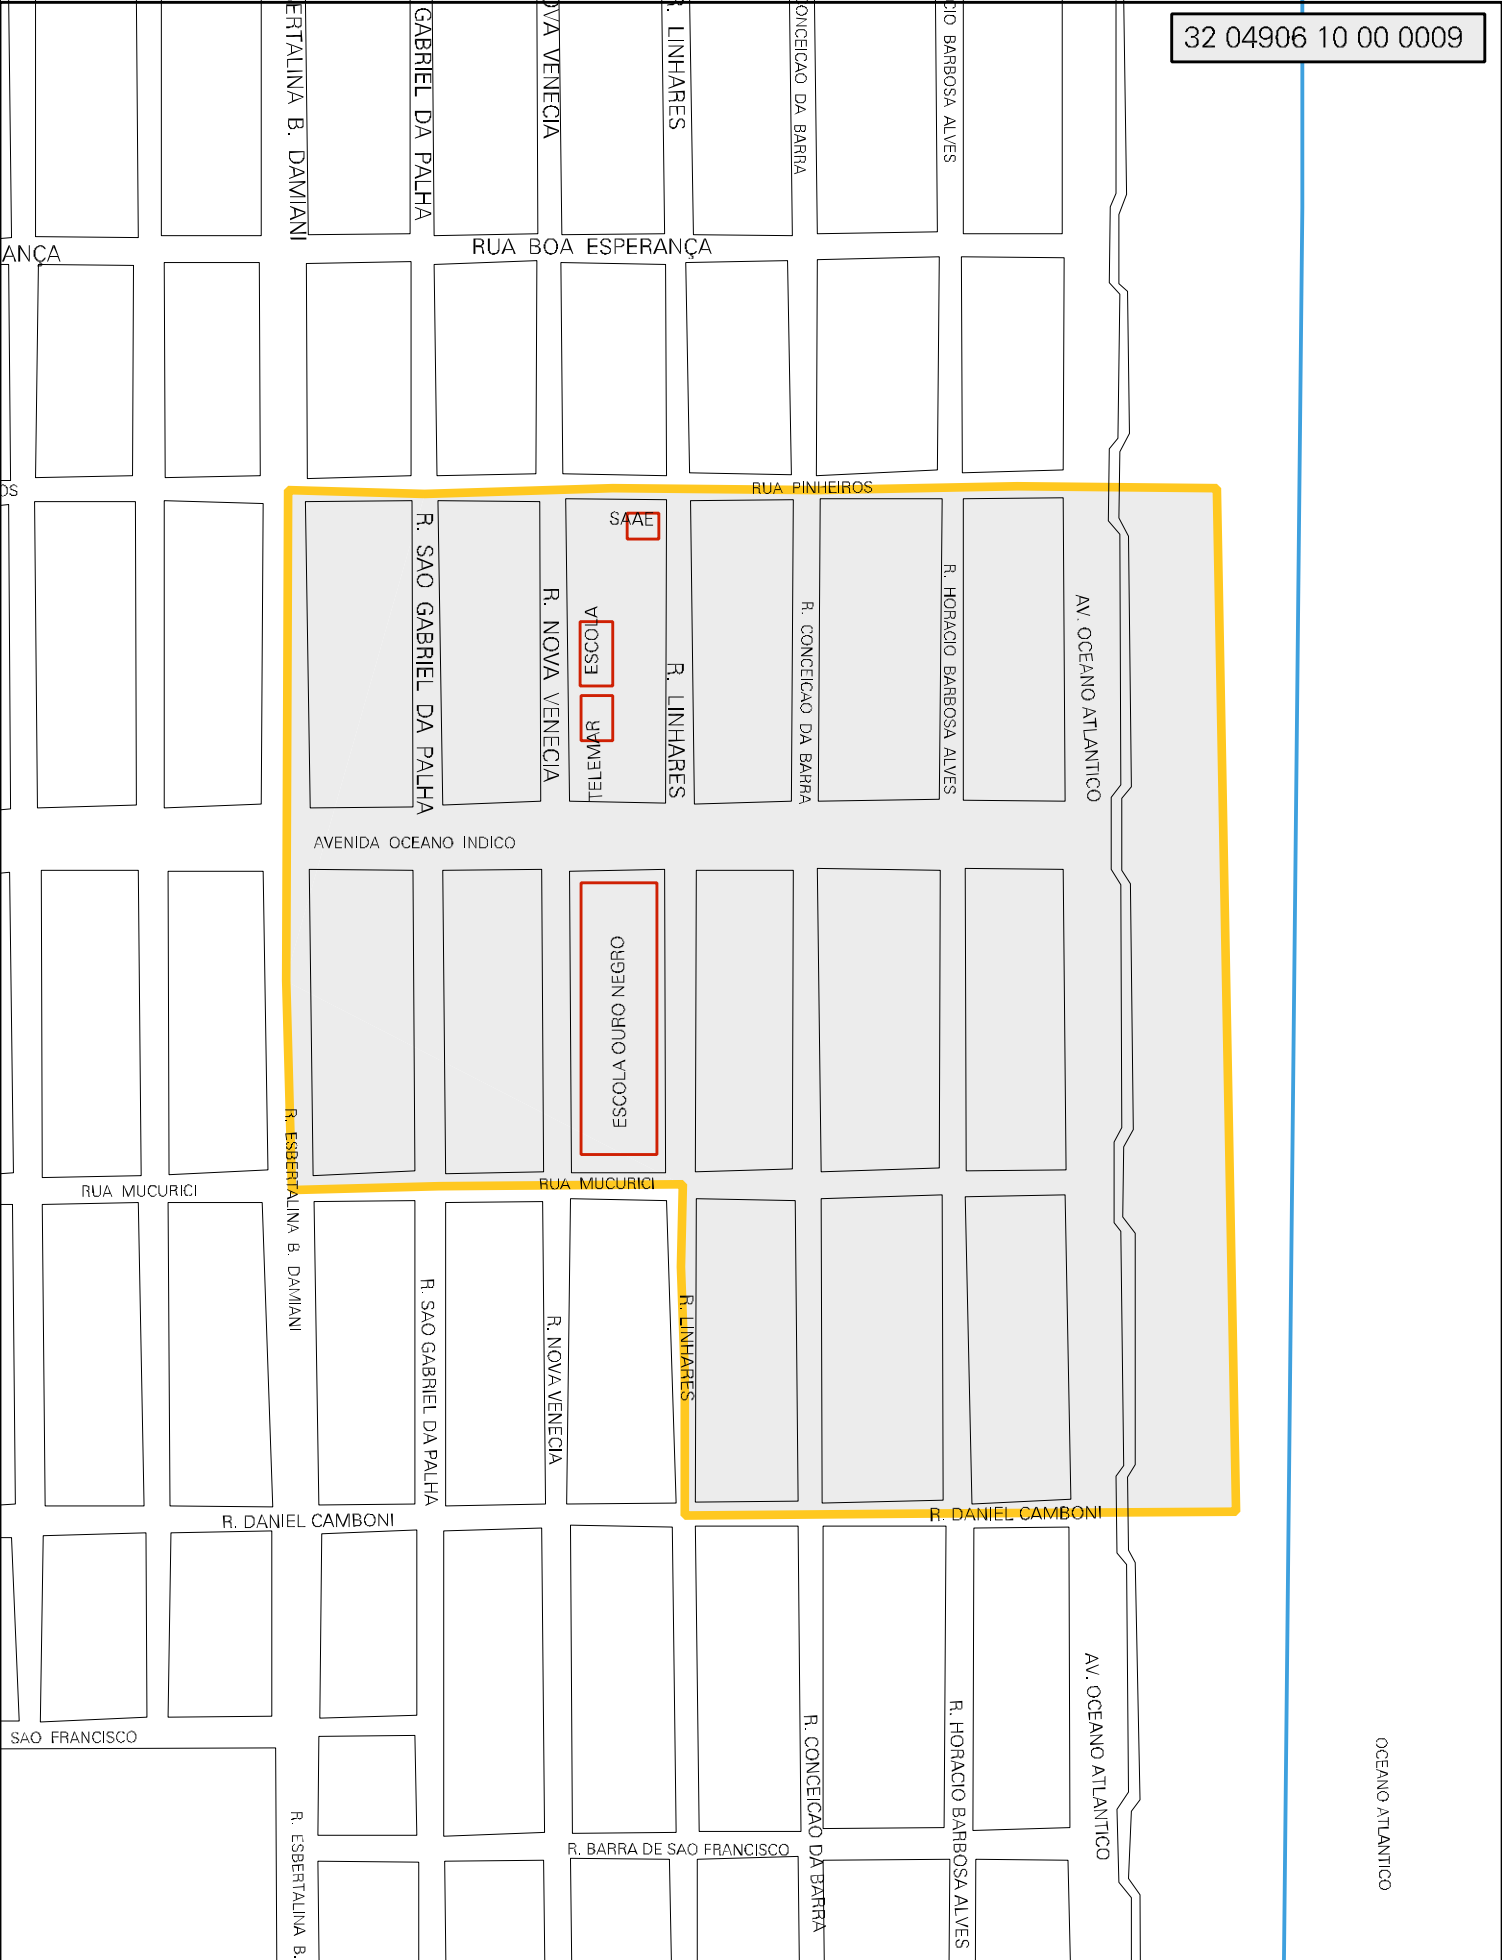 32 04906 10 00 0009
ERTALINA B. DAMIANI
GABRIEL DA PALHA
OVA VENECIA
R. LINHARES
ONCEICAO DA BARRA
CIO BARBOSA ALVES
ANÇA
RUA BOA ESPERANÇA
OS
RUA PINHEIROS
SAAE
R. SAO GABRIEL DA PALHA
R. NOVA VENECIA
ESCOLA
TELEMAR
R. LINHARES
R. CONCEICAO DA BARRA
R. HORACIO BARBOSA ALVES
AV. OCEANO ATLANTICO
AVENIDA OCEANO INDICO
ESCOLA OURO NEGRO
R. ESBERTALINA B. DAMIANI
RUA MUCURICI
RUA MUCURICI
R. SAO GABRIEL DA PALHA
R. NOVA VENECIA
R. LINHARES
R. DANIEL CAMBONI
R. DANIEL CAMBONI
SAO FRANCISCO
R. ESBERTALINA B.
R. BARRA DE SAO FRANCISCO
R. CONCEICAO DA BARRA
R. HORACIO BARBOSA ALVES
AV. OCEANO ATLANTICO
OCEANO ATLANTICO